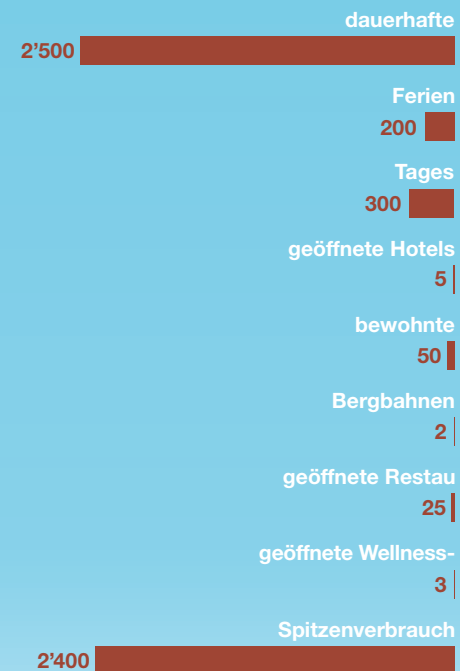 dauerhafte
2’500
Ferien
200
Tages
300
geöffnete Hotels
5
bewohnte
50
Bergbahnen
2
geöffnete Restau
25
geöffnete Wellness-
3
Spitzenverbrauch
2’400